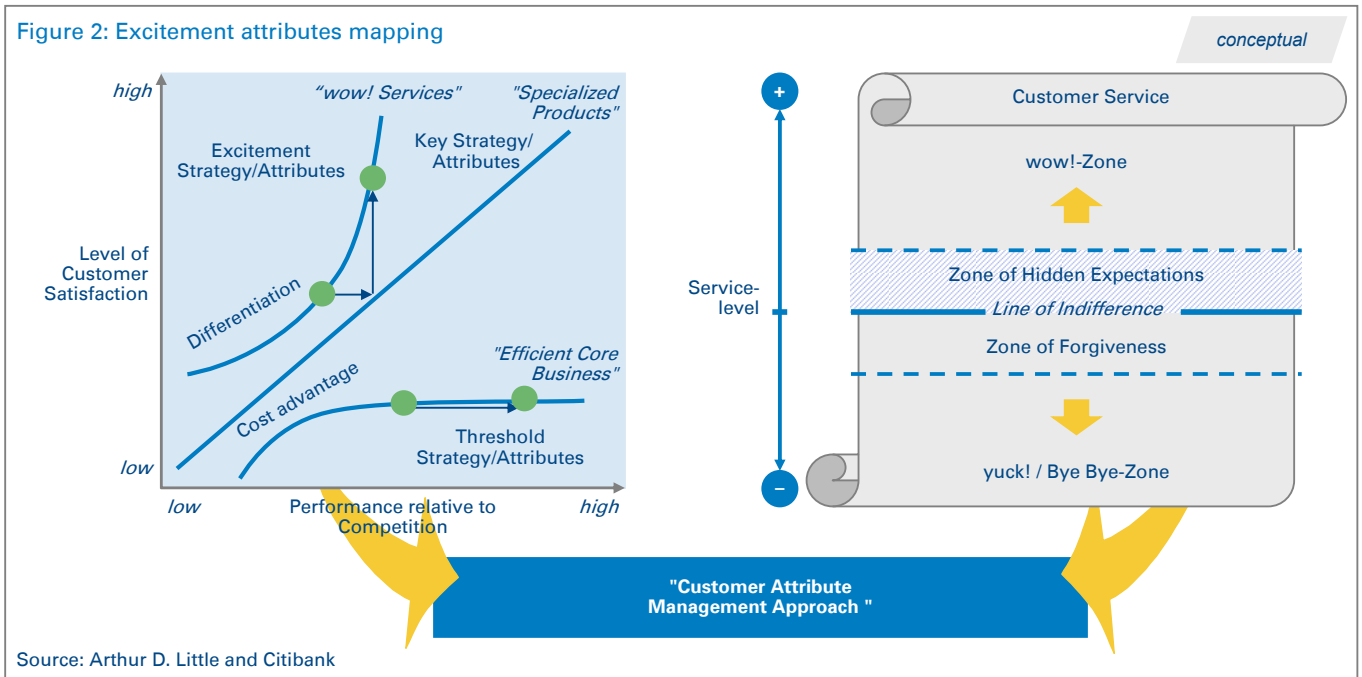 Figure 2: Excitement attributes mapping
conceptual
high
“wow! Services"
"Specialized
Products"
Excitement
Strategy/Attributes
Key Strategy/
Attributes
Level of
Customer
Satisfaction
Differentiation
Cost advantage
"Efficient Core
Business"
Threshold
Strategy/Attributes
low
low
Performance relative to
Competition
high
+
Service-
level
–
Customer Service
wow!-Zone
Zone of Hidden Expectations
Line of Indifference
Zone of Forgiveness
yuck! / Bye Bye-Zone
"Customer Attribute
Management Approach "
Source: Arthur D. Little and Citibank